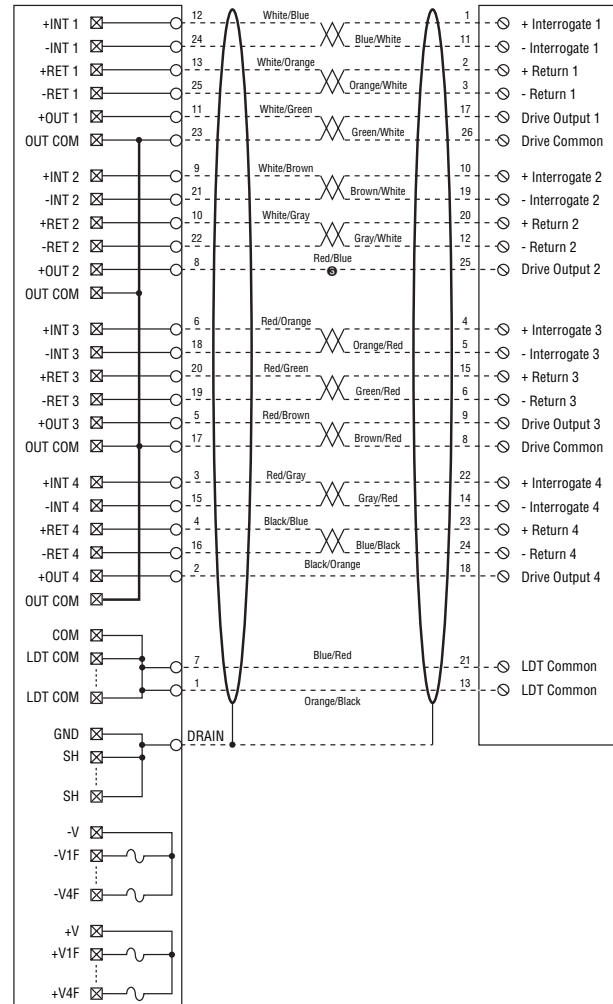 +INT 1 12 White/Blue 1 + Interrogate 1
-INT 1 24 Blue/White 11 - Interrogate 1
+RET 1 13 White/Orange 2 + Return 1
-RET 1 25 Orange/White 3 - Return 1
+OUT 1 11 White/Green 17 Drive Output 1
OUT COM 23 Green/White 26 Drive Common
+INT 2 9 White/Brown 10 + Interrogate 2
-INT 2 21 Brown/White 19 - Interrogate 2
+RET 2 10 White/Gray 20 + Return 2
-RET 2 22 Gray/White 12 - Return 2
+OUT 2 8 Red/Blue 25 Drive Output 2
OUT COM
+INT 3 6 Red/Orange 4 + Interrogate 3
-INT 3 18 Orange/Red 5 - Interrogate 3
+RET 3 20 Red/Green 15 + Return 3
-RET 3 19 Green/Red 6 - Return 3
+OUT 3 5 Red/Brown 9 Drive Output 3
OUT COM 17 Brown/Red 8 Drive Common
+INT 4 3 Red/Gray 22 + Interrogate 4
-INT 4 15 Gray/Red 14 - Interrogate 4
+RET 4 4 Black/Blue 23 + Return 4
-RET 4 16 Blue/Black 24 - Return 4
+OUT 4 2 Black/Orange 18 Drive Output 4
OUT COM
COM
LDT COM 7 Blue/Red 21 LDT Common
LDT COM 1 Orange/Black 13 LDT Common
GND DRAIN
SH
SH
-V
-V1F
-V4F
+V
+V1F
+V4F